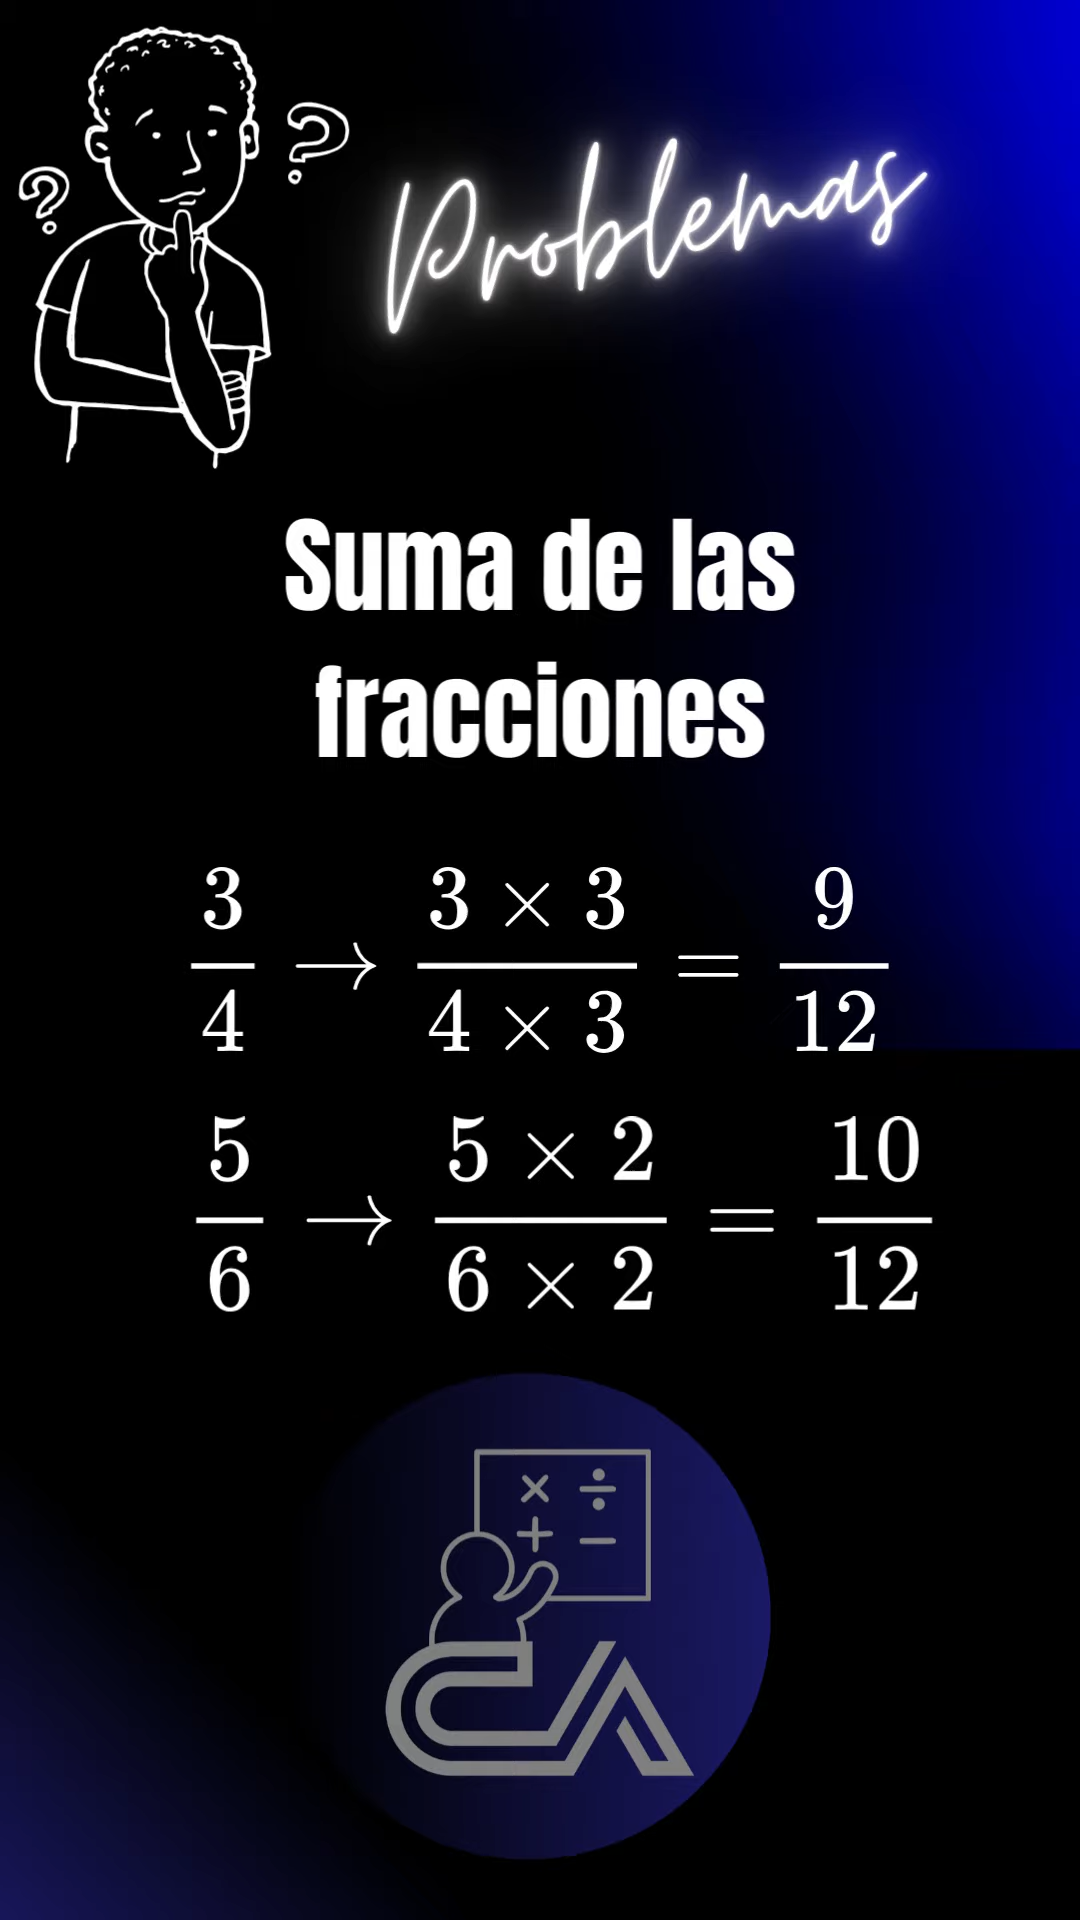 Problemas
Suma de las
fracciones
3/4 → (3 × 3)/(4 × 3) = 9/12
5/6 → (5 × 2)/(6 × 2) = 10/12
× ÷
+ −
CA